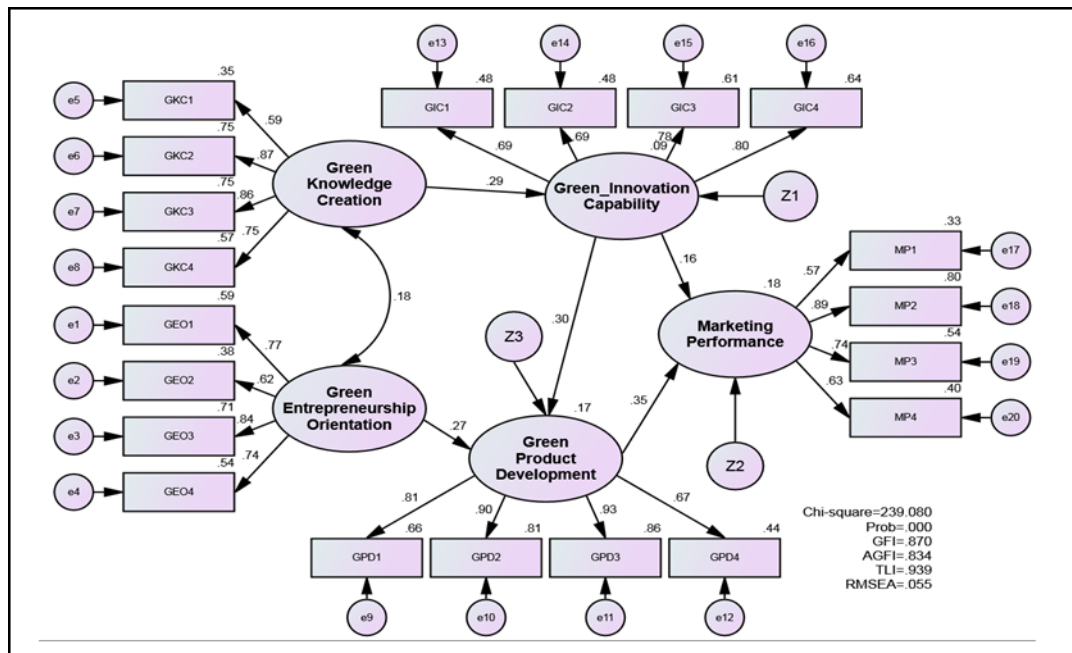 e13
e14
e15
e16
.48
.48
.61
.64
GIC1
GIC2
GIC3
GIC4
.69
.69
.78
.09
.80
.35
e5
GKC1
.59
.75
e6
GKC2
.87
.75
e7
GKC3
.86
.57
.75
e8
GKC4
Green
Knowledge
Creation
.29
Green_Innovation
Capability
Z1
.18
.30
.16
.59
e1
GEO1
.77
.38
e2
GEO2
.62
.71
e3
GEO3
.84
.54
.74
e4
GEO4
Green
Entrepreneurship
Orientation
.27
Z3
.17
Green
Product
Development
.35
.18
Marketing
Performance
Z2
.33
.57
MP1
e17
.80
.89
MP2
e18
.54
.74
MP3
e19
.40
.63
MP4
e20
.81
.90
.93
.67
.66
.81
.86
.44
GPD1
GPD2
GPD3
GPD4
e9
e10
e11
e12
Chi-square=239.080
Prob=.000
GFI=.870
AGFI=.834
TLI=.939
RMSEA=.055